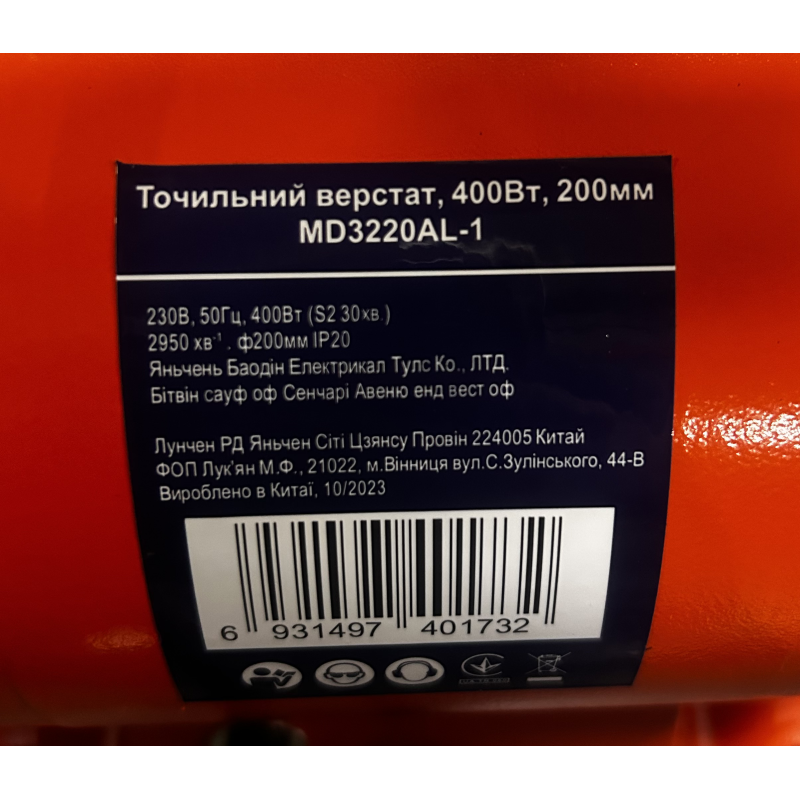 Точильний верстат, 400Вт, 200мм
MD3220AL-1
230В, 50Гц, 400Вт (S2 30хв.)
2950 хв⁻¹ . ф200мм IP20
Яньчень Баодін Електрикал Тулс Ко., ЛТД.
Бітвін сауф оф Сенчарі Авеню енд вест оф
Лунчен РД Яньчен Сіті Цзянсу Провін 224005 Китай
ФОП Лук'ян М.Ф., 21022, м.Вінниця вул.С.Зулінського, 44-В
Вироблено в Китаї, 10/2023
6 931497 401732